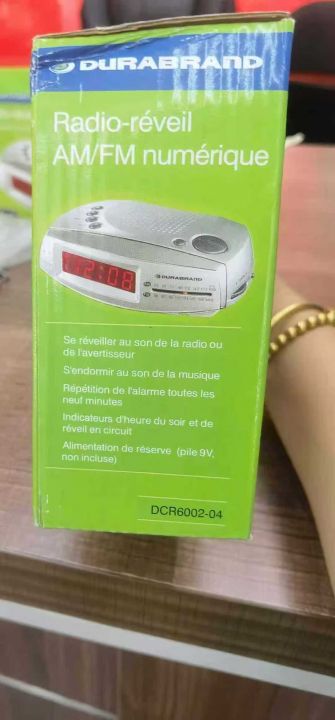 DURABRAND
Radio-réveil
AM/FM numérique
12:08
DURABRAND
Se réveiller au son de la radio ou
de l'avertisseur
S'endormir au son de la musique
Répétition de l'alarme toutes les
neuf minutes
Indicateurs d'heure du soir et de
réveil en circuit
Alimentation de réserve (pile 9V,
non incluse)
DCR6002-04